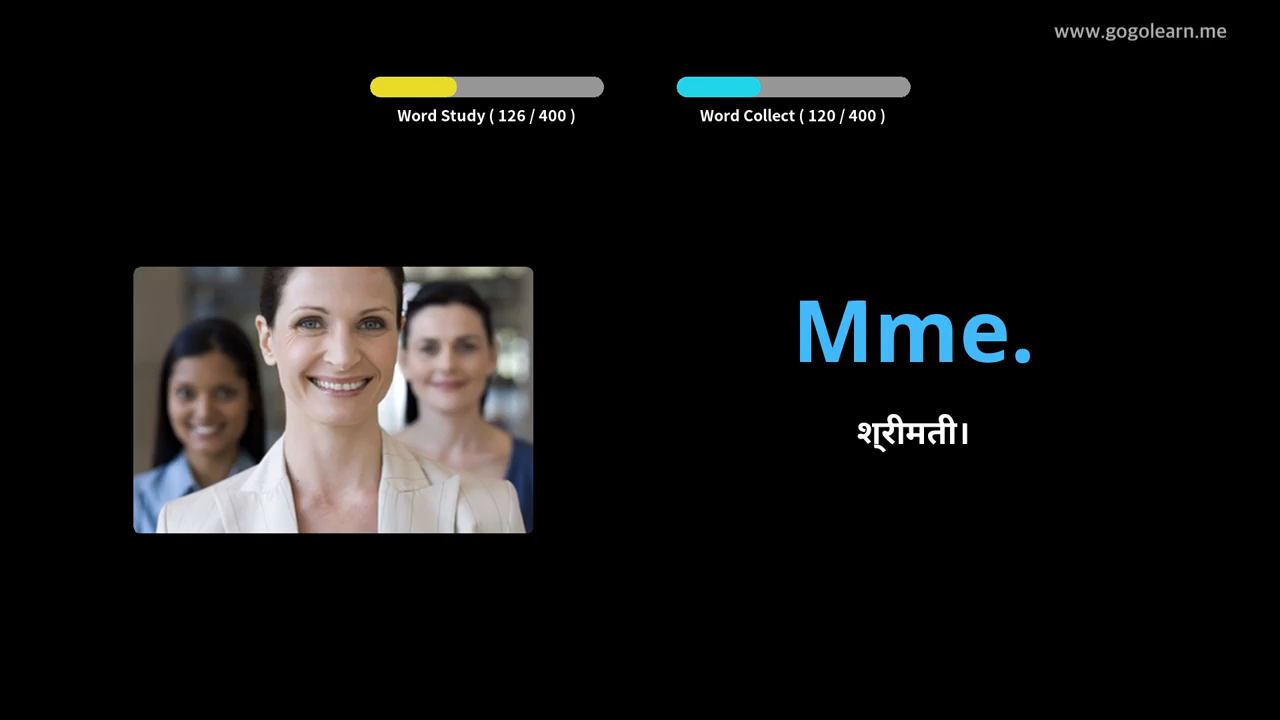 www.gogolearn.me
Word Study ( 126 / 400 )
Word Collect ( 120 / 400 )
Mme.
श्रीमती।